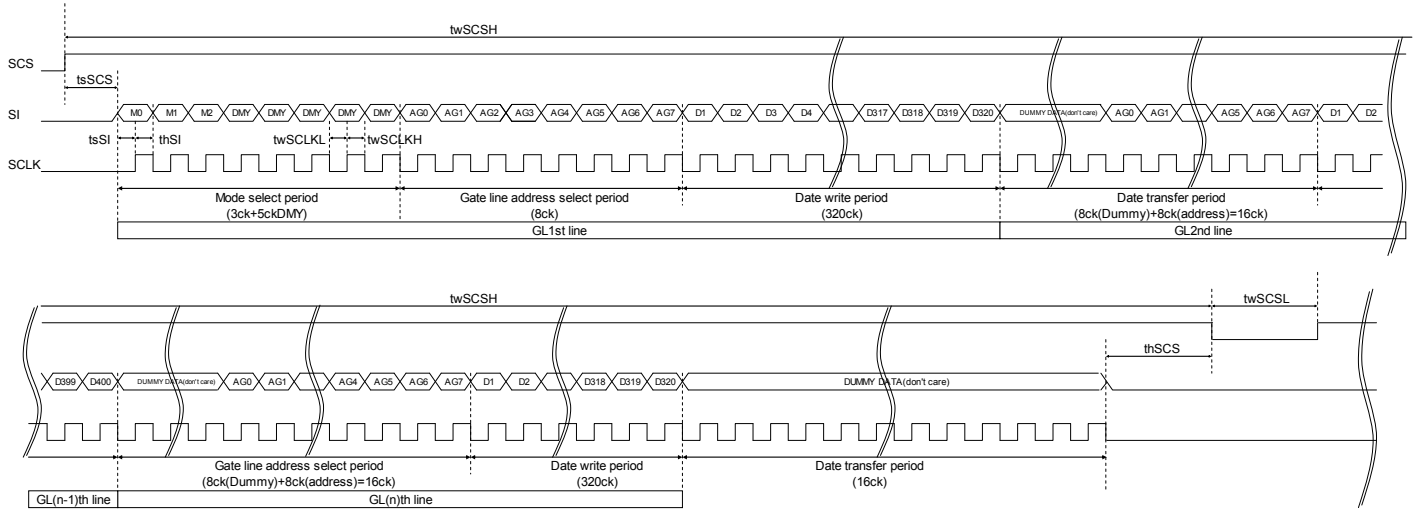 twSCSH
SCS
tsSCS
SI
M0 M1 M2 DMY DMY DMY DMY DMY AG0 AG1 AG2 AG3 AG4 AG5 AG6 AG7 D1 D2 D3 D4 D317 D318 D319 D320 DUMMY DATA(don't care) AG0 AG1 AG5 AG6 AG7 D1 D2
tsSI thSI twSCLKL twSCLKH
SCLK
Mode select period Gate line address select period Date write period Date transfer period
(3ck+5ckDMY) (8ck) (320ck) (8ck(Dummy)+8ck(address)=16ck)
GL1st line GL2nd line
twSCSH twSCSL
thSCS
D399 D400 DUMMY DATA(don't care) AG0 AG1 AG4 AG5 AG6 AG7 D1 D2 D318 D319 D320 DUMMY DATA(don't care)
Gate line address select period Date write period Date transfer period
(8ck(Dummy)+8ck(address)=16ck) (320ck) (16ck)
GL(n-1)th line GL(n)th line